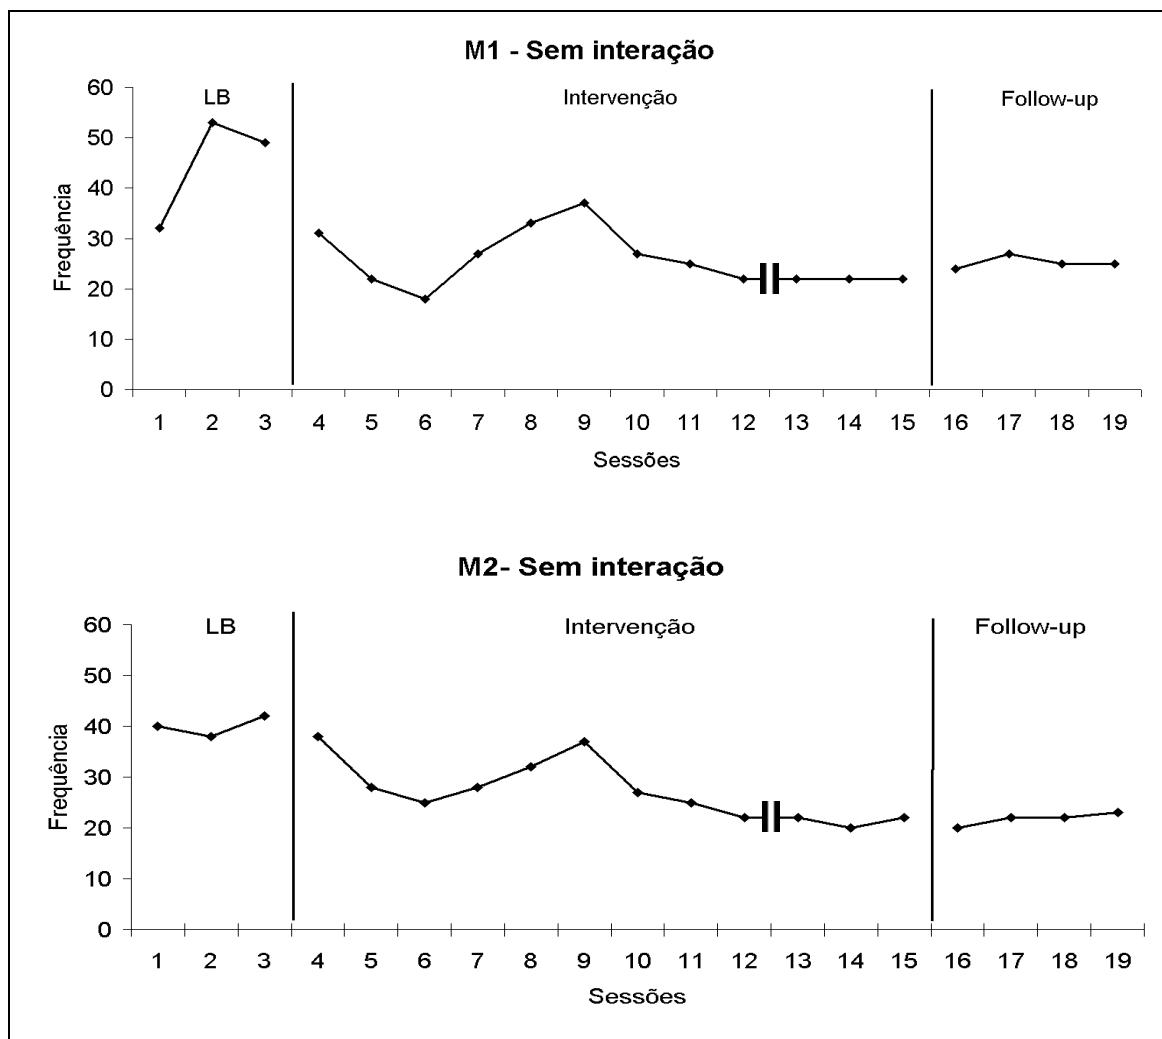 M1 - Sem interação
LB Intervenção Follow-up
60
50
40
30
20
10
0
Frequência
1 2 3 4 5 6 7 8 9 10 11 12 13 14 15 16 17 18 19
Sessões
M2- Sem interação
LB Intervenção Follow-up
60
50
40
30
20
10
0
Frequência
1 2 3 4 5 6 7 8 9 10 11 12 13 14 15 16 17 18 19
Sessões